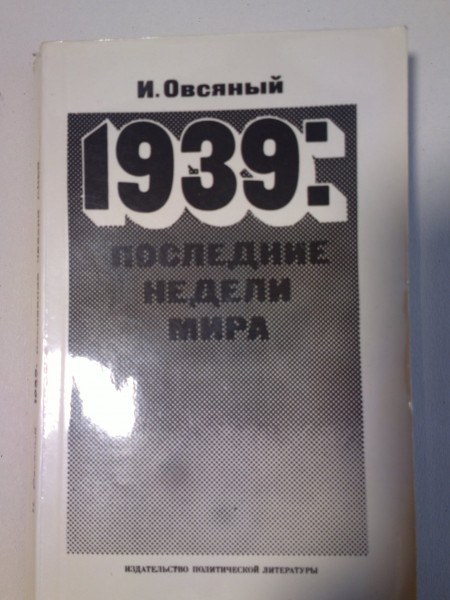 И. Овсяный
1939:
ПОСЛЕДНИЕ
НЕДЕЛИ
МИРА
ИЗДАТЕЛЬСТВО ПОЛИТИЧЕСКОЙ ЛИТЕРАТУРЫ